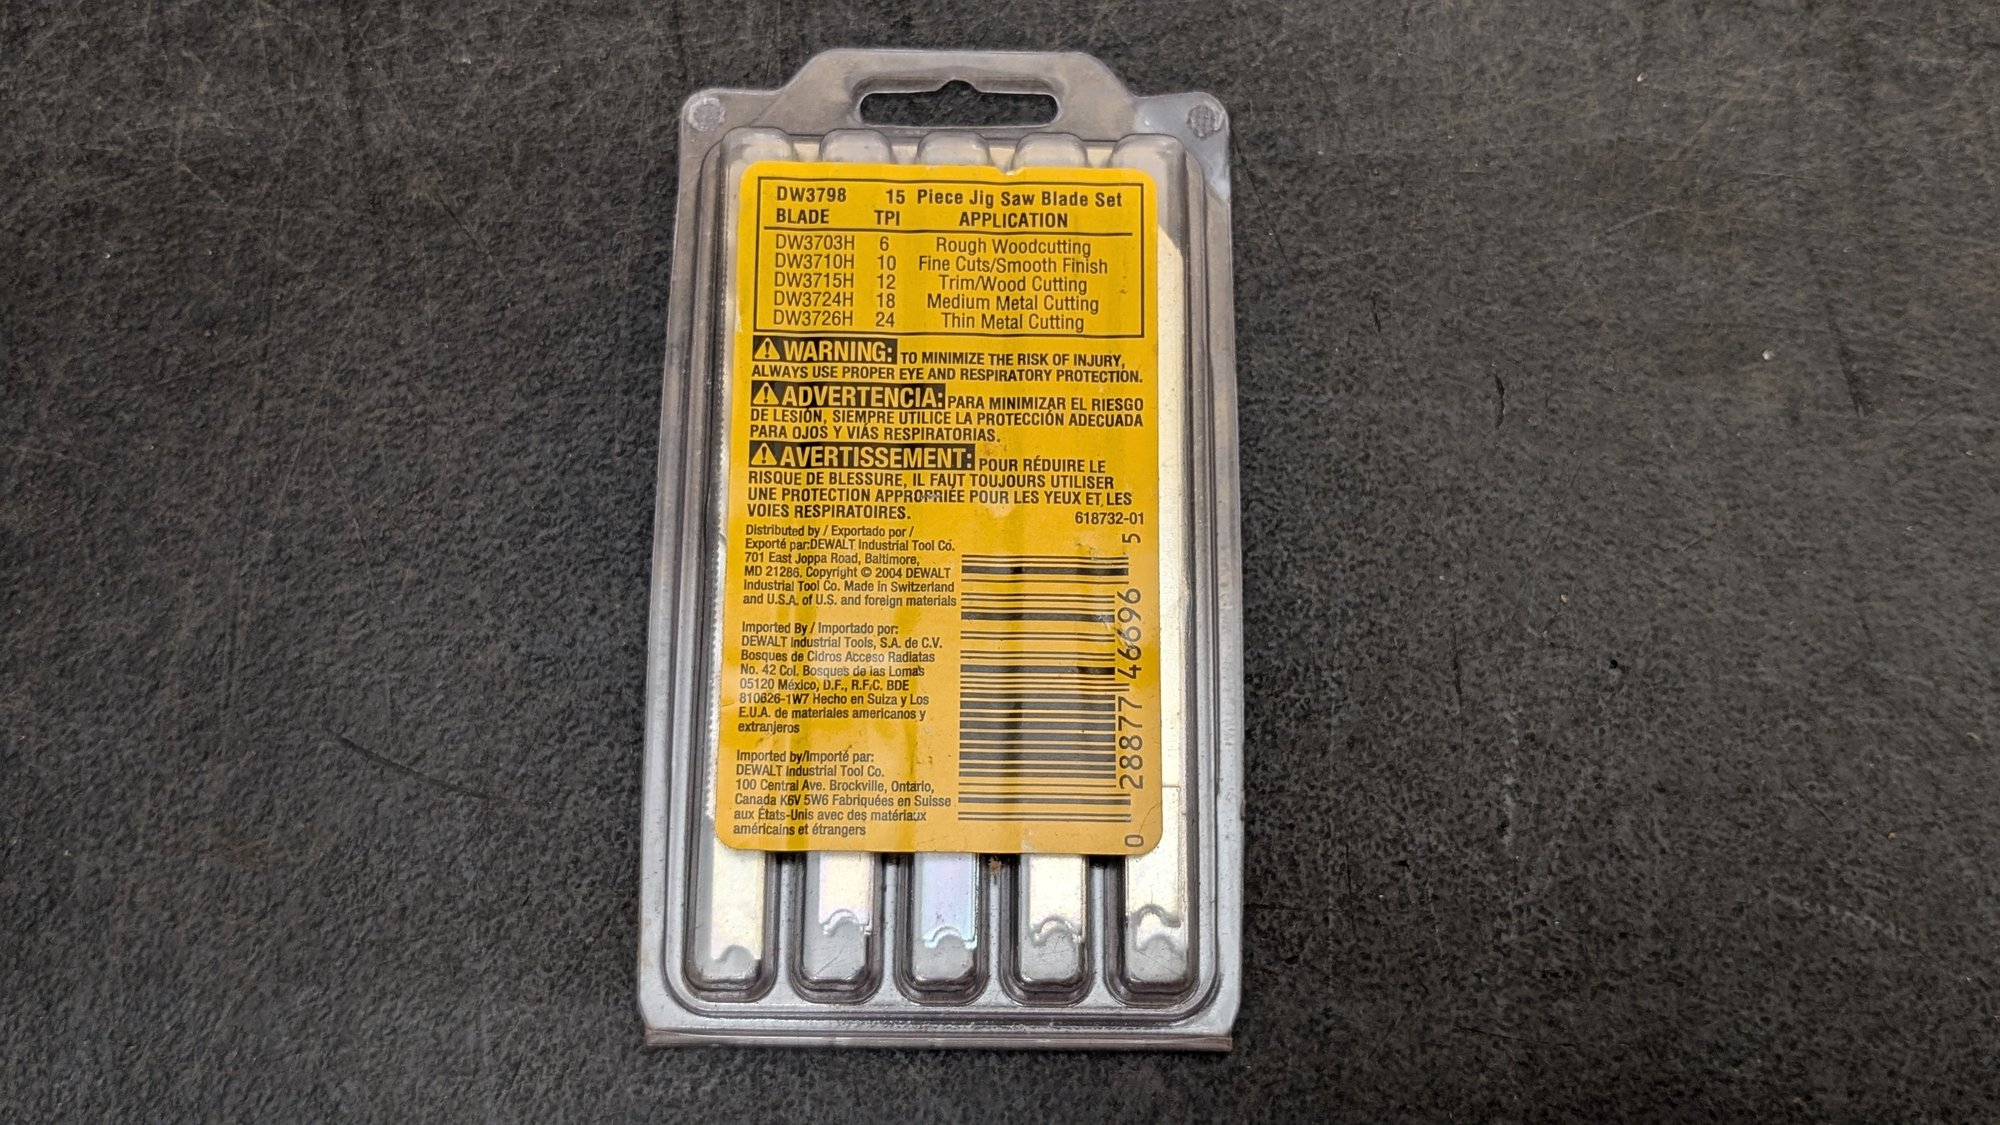 DW3798 15 Piece Jig Saw Blade Set
BLADE TPI APPLICATION
DW3703H 6 Rough Woodcutting
DW3710H 10 Fine Cuts/Smooth Finish
DW3715H 12 Trim/Wood Cutting
DW3724H 18 Medium Metal Cutting
DW3726H 24 Thin Metal Cutting
WARNING: TO MINIMIZE THE RISK OF INJURY,
ALWAYS USE PROPER EYE AND RESPIRATORY PROTECTION.
ADVERTENCIA: PARA MINIMIZAR EL RIESGO
DE LESIÓN, SIEMPRE UTILICE LA PROTECCIÓN ADECUADA
PARA OJOS Y VIÁS RESPIRATORIAS.
AVERTISSEMENT: POUR RÉDUIRE LE
RISQUE DE BLESSURE, IL FAUT TOUJOURS UTILISER
UNE PROTECTION APPROPRIÉE POUR LES YEUX ET LES
VOIES RESPIRATOIRES.
618732-01
Distributed by / Exportado por /
Exporté par:DEWALT Industrial Tool Co.
701 East Joppa Road, Baltimore,
MD 21286. Copyright © 2004 DEWALT
Industrial Tool Co. Made in Switzerland
and U.S.A. of U.S. and foreign materials
Imported By / Importado por:
DEWALT Industrial Tools, S.A. de C.V.
Bosques de Cidros Acceso Radiatas
No. 42 Col. Bosques de las Lomas
05120 México, D.F., R.F.C. BDE
810626-1W7 Hecho en Suiza y Los
E.U.A. de materiales americanos y
extranjeros
Imported by/Importé par:
DEWALT Industrial Tool Co.
100 Central Ave. Brockville, Ontario,
Canada K6V 5W6 Fabriquées en Suisse
aux États-Unis avec des matériaux
américains et étrangers
0 28877 46696 5